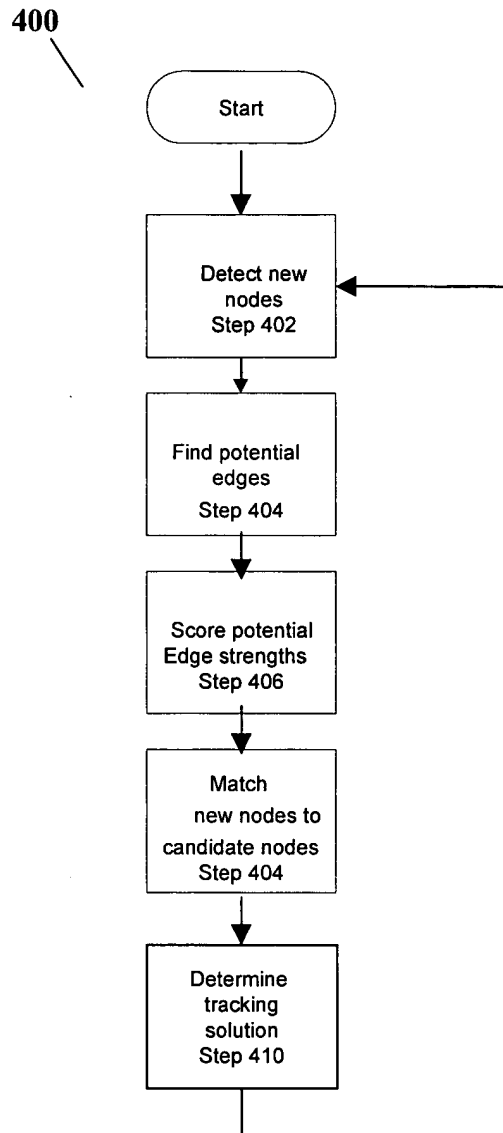 400
Start
Detect new
nodes
Step 402
Find potential
edges
Step 404
Score potential
Edge strengths
Step 406
Match
new nodes to
candidate nodes
Step 404
Determine
tracking
solution
Step 410